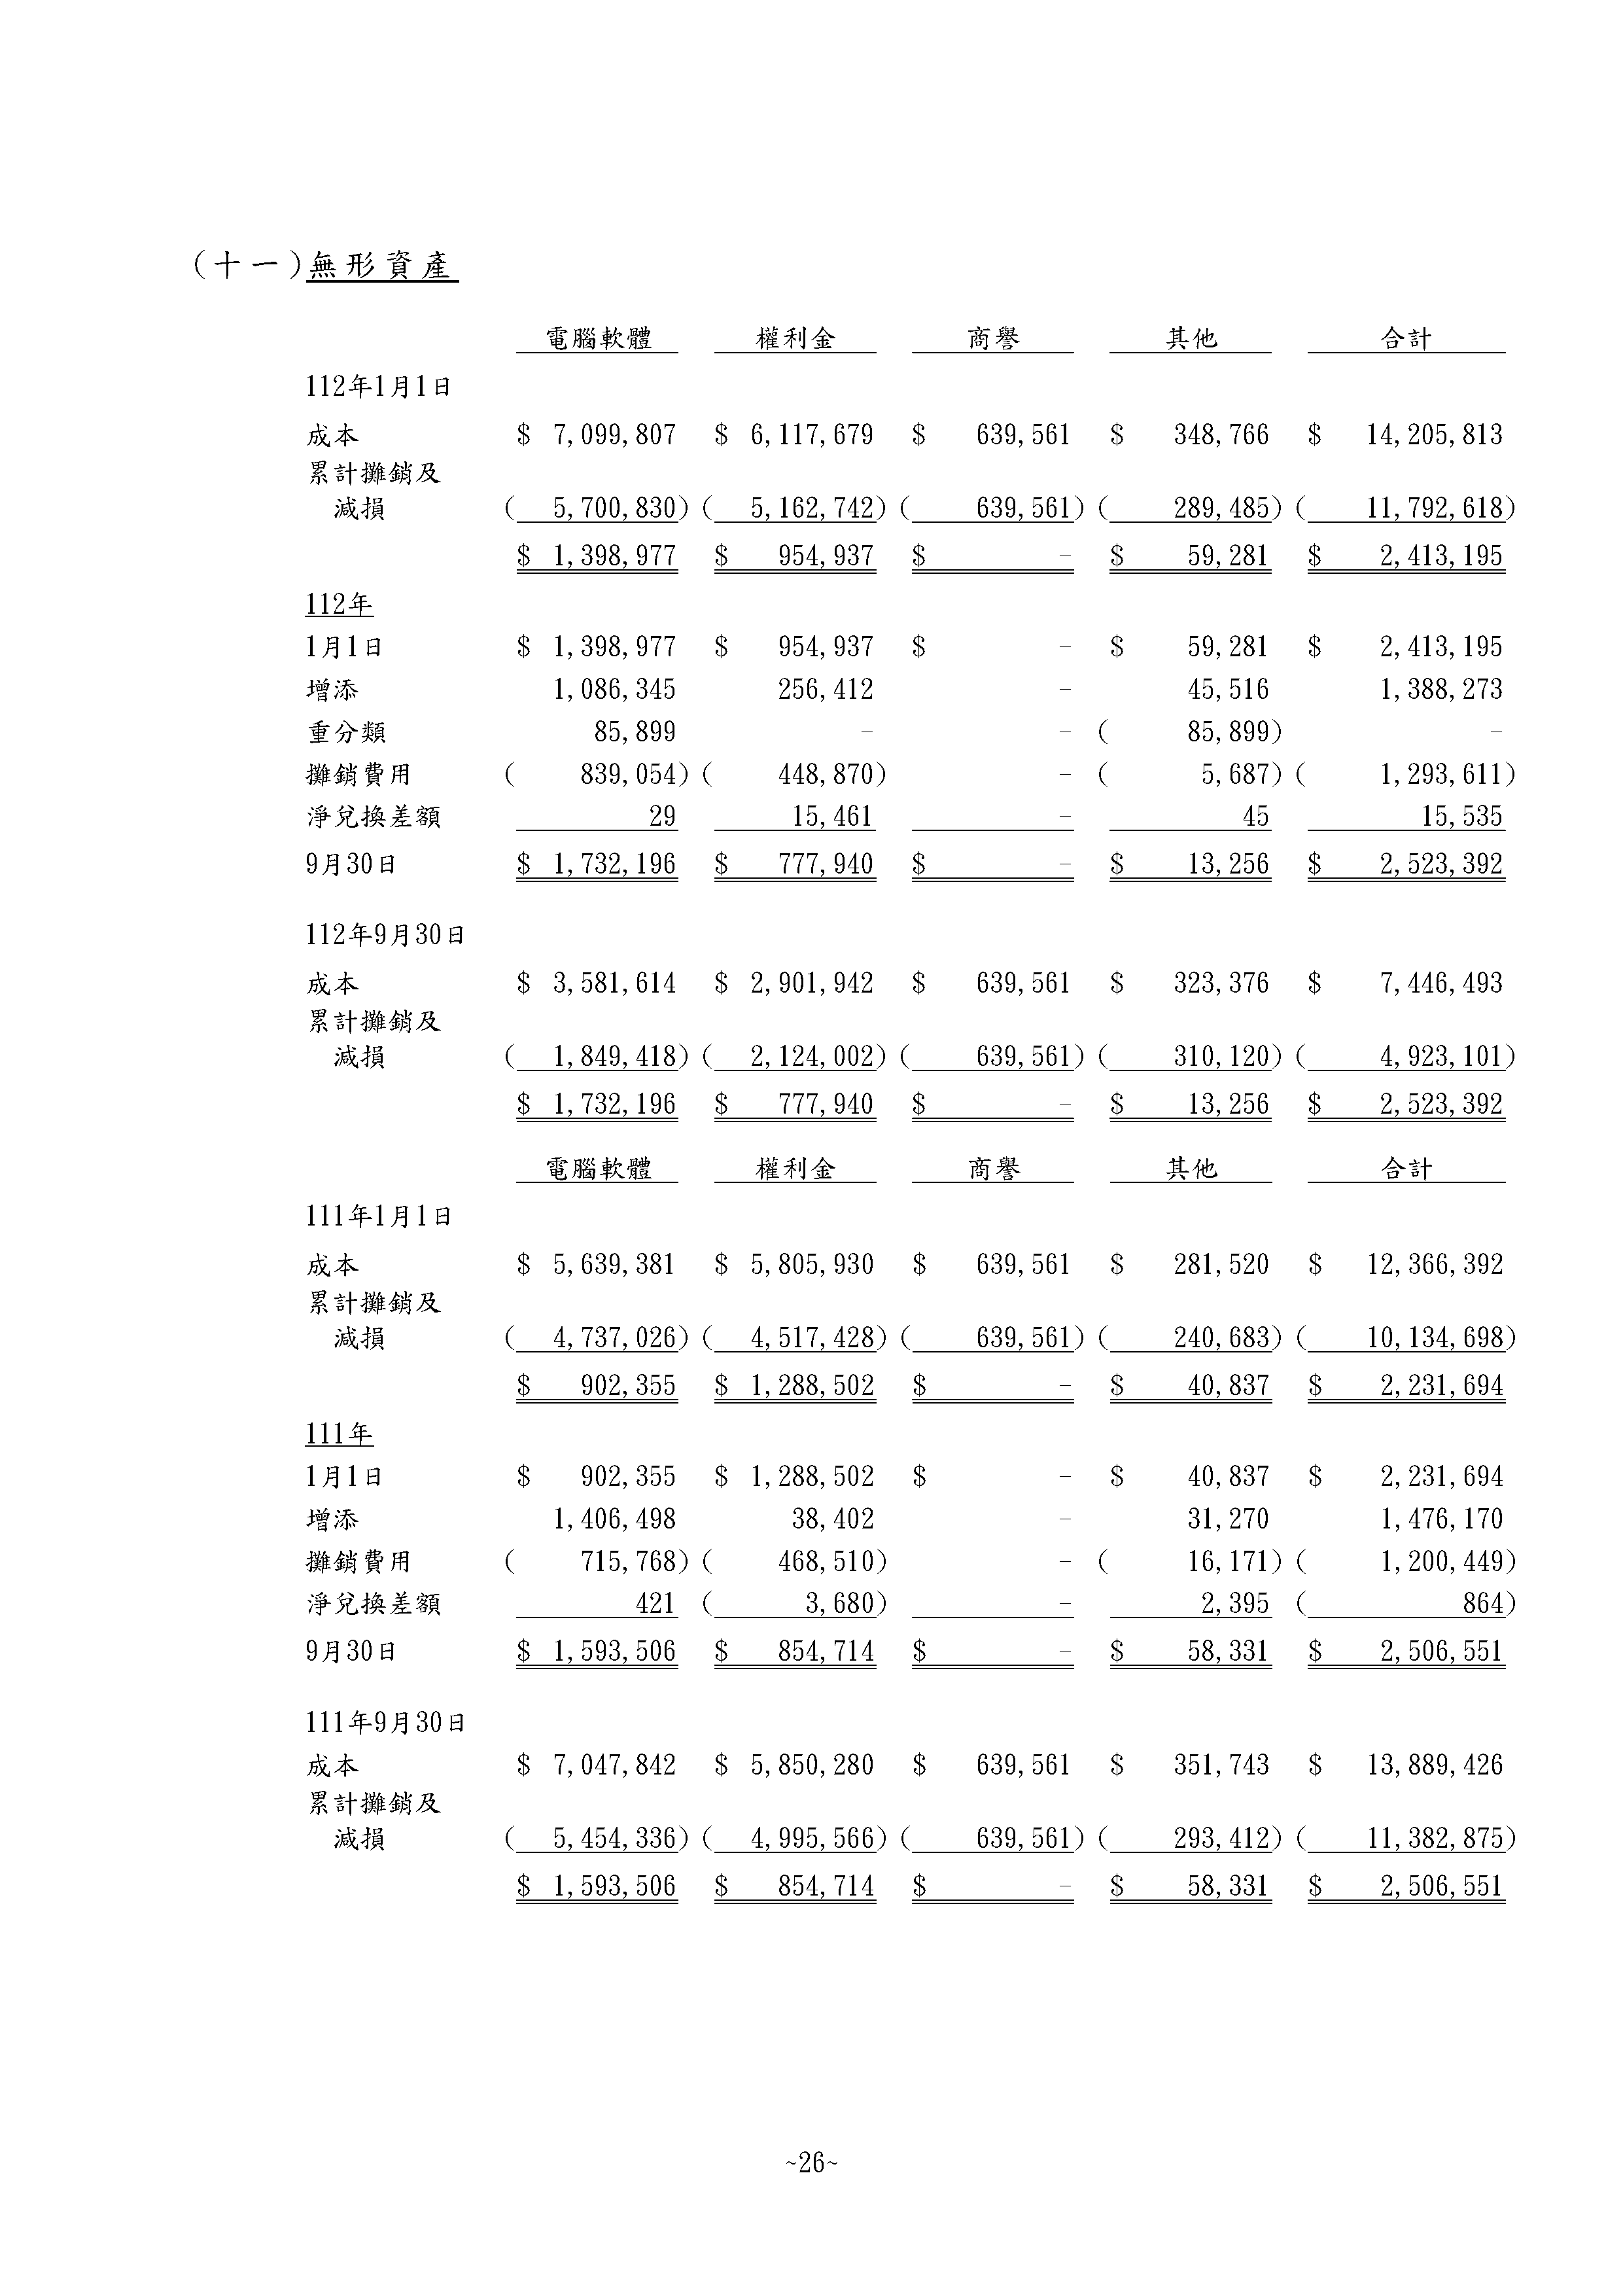 (十一)無形資產
電腦軟體 權利金 商譽 其他 合計
112年1月1日
成本 $ 7,099,807 $ 6,117,679 $ 639,561 $ 348,766 $ 14,205,813
累計攤銷及
減損 ( 5,700,830) ( 5,162,742) ( 639,561) ( 289,485) ( 11,792,618)
$ 1,398,977 $ 954,937 $ - $ 59,281 $ 2,413,195
112年
1月1日 $ 1,398,977 $ 954,937 $ - $ 59,281 $ 2,413,195
增添 1,086,345 256,412 - 45,516 1,388,273
重分類 85,899 - - ( 85,899) -
攤銷費用 ( 839,054) ( 448,870) - ( 5,687) ( 1,293,611)
淨兌換差額 29 15,461 - 45 15,535
9月30日 $ 1,732,196 $ 777,940 $ - $ 13,256 $ 2,523,392
112年9月30日
成本 $ 3,581,614 $ 2,901,942 $ 639,561 $ 323,376 $ 7,446,493
累計攤銷及
減損 ( 1,849,418) ( 2,124,002) ( 639,561) ( 310,120) ( 4,923,101)
$ 1,732,196 $ 777,940 $ - $ 13,256 $ 2,523,392
電腦軟體 權利金 商譽 其他 合計
111年1月1日
成本 $ 5,639,381 $ 5,805,930 $ 639,561 $ 281,520 $ 12,366,392
累計攤銷及
減損 ( 4,737,026) ( 4,517,428) ( 639,561) ( 240,683) ( 10,134,698)
$ 902,355 $ 1,288,502 $ - $ 40,837 $ 2,231,694
111年
1月1日 $ 902,355 $ 1,288,502 $ - $ 40,837 $ 2,231,694
增添 1,406,498 38,402 - 31,270 1,476,170
攤銷費用 ( 715,768) ( 468,510) - ( 16,171) ( 1,200,449)
淨兌換差額 421 ( 3,680) - 2,395 ( 864)
9月30日 $ 1,593,506 $ 854,714 $ - $ 58,331 $ 2,506,551
111年9月30日
成本 $ 7,047,842 $ 5,850,280 $ 639,561 $ 351,743 $ 13,889,426
累計攤銷及
減損 ( 5,454,336) ( 4,995,566) ( 639,561) ( 293,412) ( 11,382,875)
$ 1,593,506 $ 854,714 $ - $ 58,331 $ 2,506,551
~26~